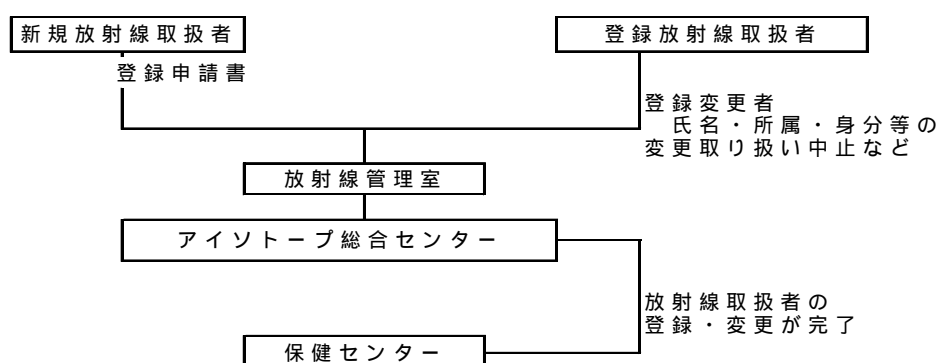 新規放射線取扱者
登録放射線取扱者
登録申請書
登録変更者
氏名・所属・身分等の
変更取り扱い中止など
放射線管理室
アイソトープ総合センター
放射線取扱者の
登録・変更が完了
保健センター